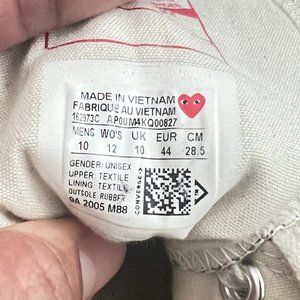 MADE IN VIETNAM
FABRIQUE AU VIETNAM
162973C AP0UM4KQ00827
MENS WO'S UK EUR CM
10 12 10 44 28.5
GENDER: UNISEX
UPPER: TEXTILE
LINING: TEXTILE
OUTSOLE: RUBBER
9A 2005 M88
CONVERSE